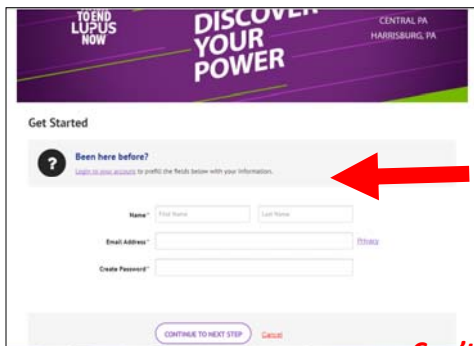 TO END
LUPUS
NOW
DISCOVER
YOUR
POWER
CENTRAL PA
HARRISBURG, PA
Get Started
?
Been here before?
Login to your account to prefill the fields below with your information.
Name* First Name Last Name
Email Address* Privacy
Create Password*
CONTINUE TO NEXT STEP Cancel